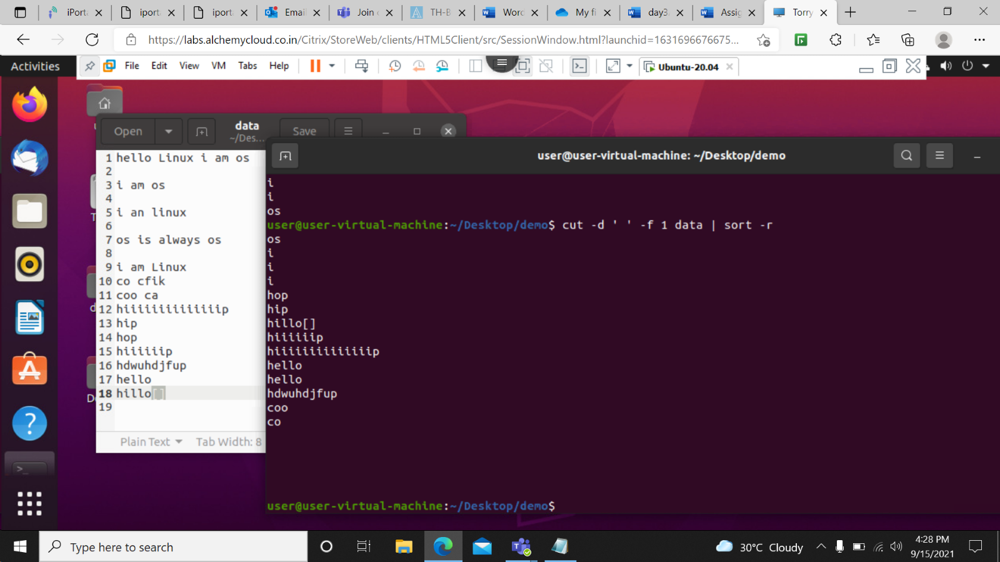 iPort
iport
iport
Email
Join
TH-B
Word
My fi
day3
Assig
Torry
https://labs.alchemycloud.co.in/Citrix/StoreWeb/clients/HTML5Client/src/SessionWindow.html?launchid=1631696676675...
Activities
File Edit View VM Tabs Help
Ubuntu-20.04
Open
data
~/Des...
Save
1 hello Linux i am os
2
3 i am os
4
5 i an linux
6
7 os is always os
8
9 i am Linux
10 co cfik
11 coo ca
12 hiiiiiiiiiiiiiip
13 hip
14 hop
15 hiiiiiip
16 hdwuhdjfup
17 hello
18 hillo[]
19
Plain Text
Tab Width: 8
user@user-virtual-machine: ~/Desktop/demo
i
i
os
user@user-virtual-machine:~/Desktop/demo$ cut -d ' ' -f 1 data | sort -r
os
i
i
i
hop
hip
hillo[]
hiiiiiip
hiiiiiiiiiiiiiip
hello
hello
hdwuhdjfup
coo
co
user@user-virtual-machine:~/Desktop/demo$
Type here to search
30°C Cloudy
4:28 PM
9/15/2021